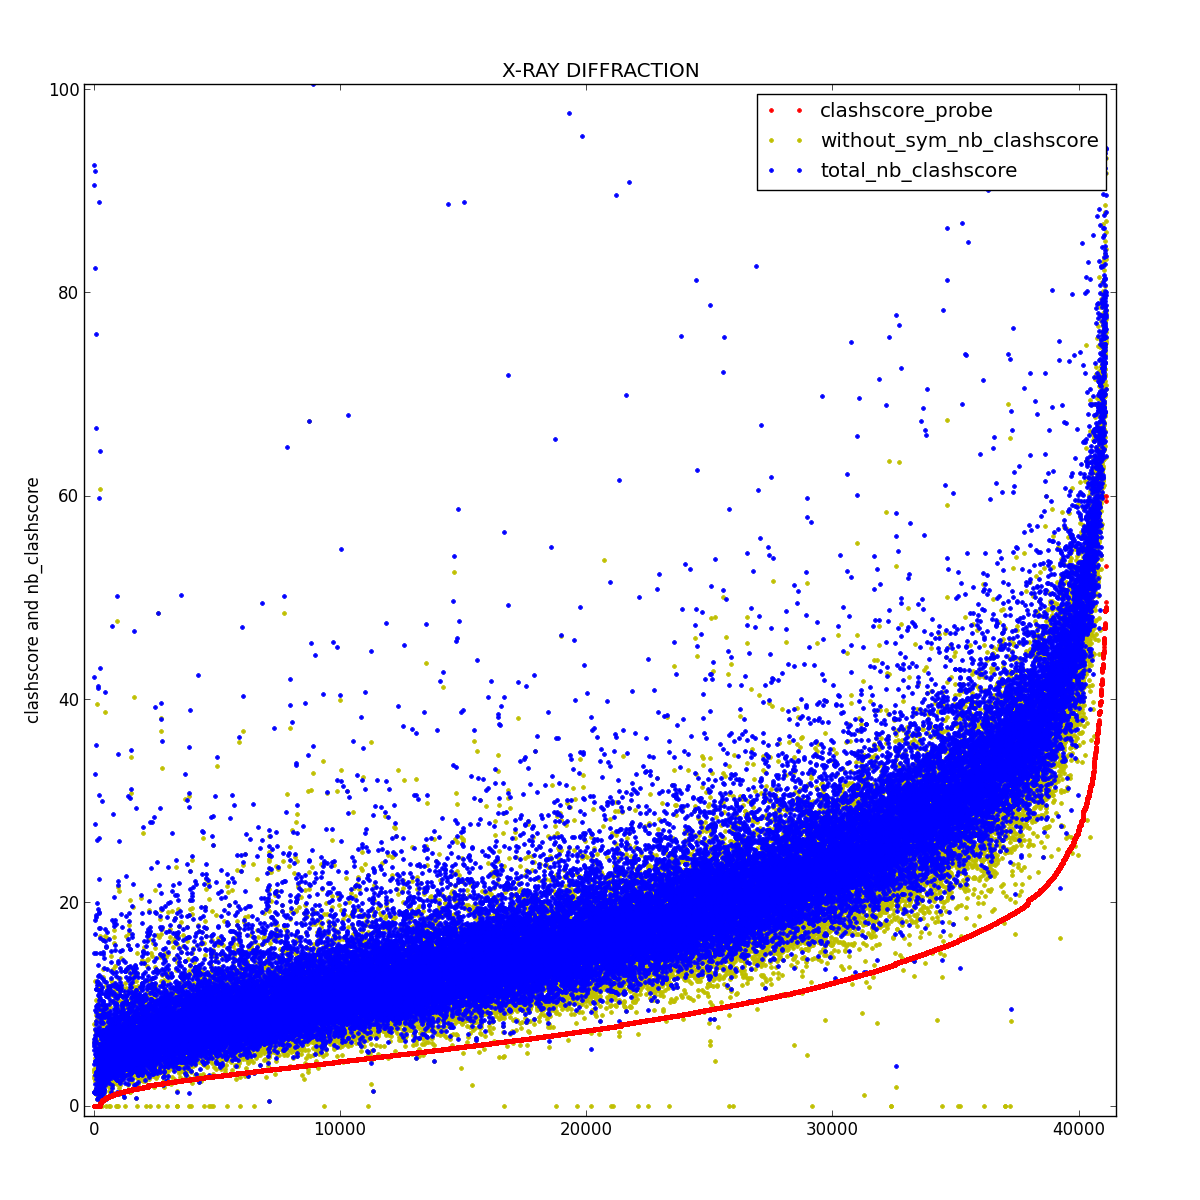 X-RAY DIFFRACTION
clashscore_probe
without_sym_nb_clashscore
total_nb_clashscore
clashscore and nb_clashscore
100
80
60
40
20
0
0
10000
20000
30000
40000